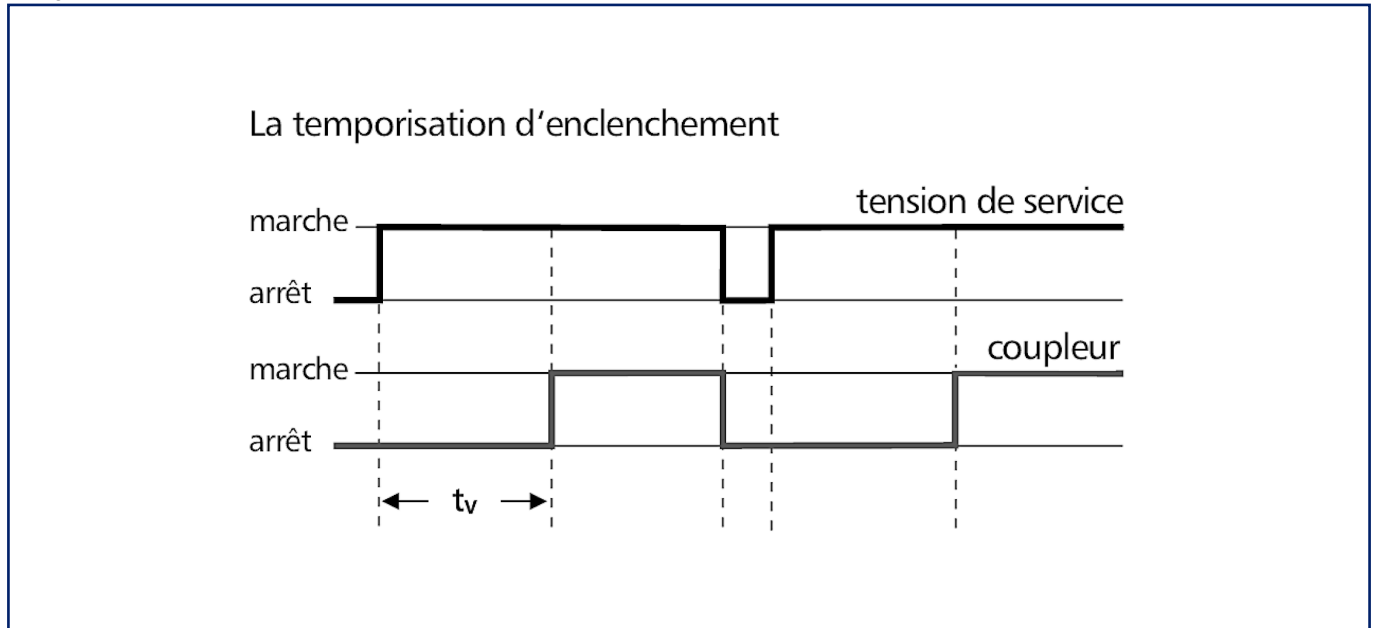 La temporisation d‘enclenchement
tension de service
marche
arrêt
coupleur
marche
arrêt
tv